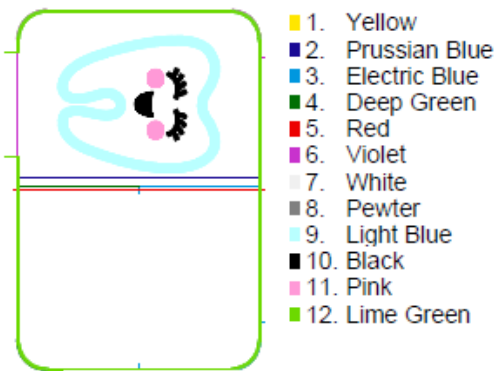 1. Yellow
2. Prussian Blue
3. Electric Blue
4. Deep Green
5. Red
6. Violet
7. White
8. Pewter
9. Light Blue
10. Black
11. Pink
12. Lime Green